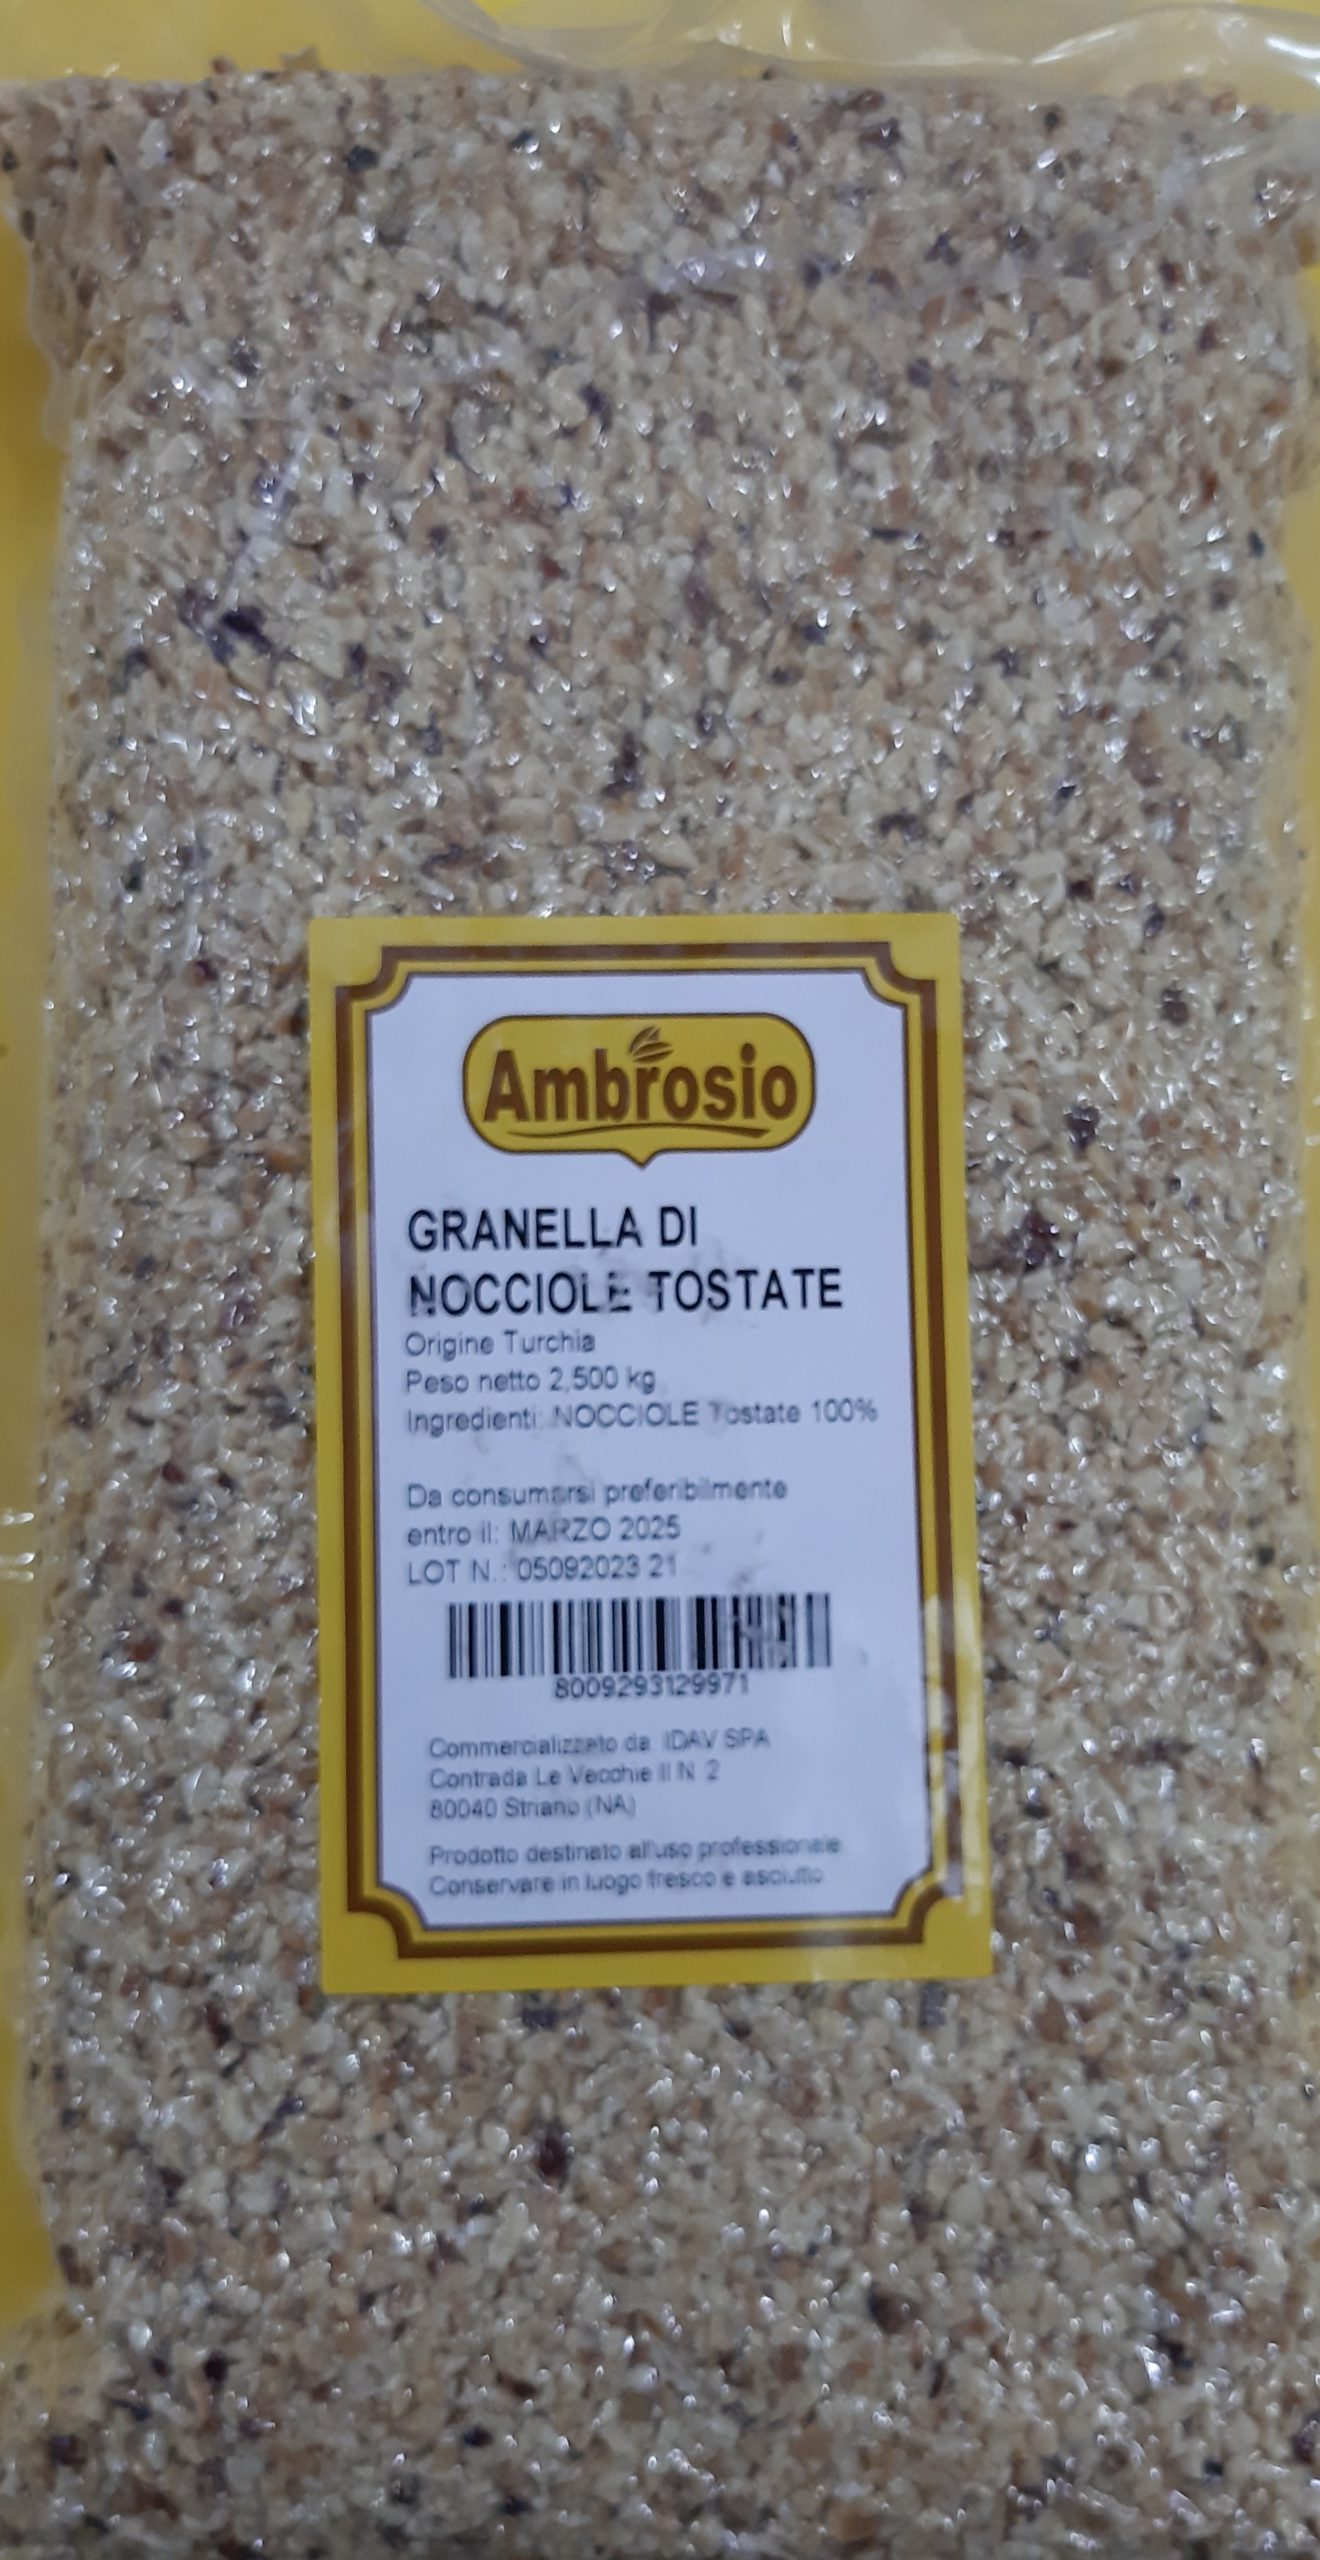 Ambrosio
GRANELLA DI
NOCCIOLE TOSTATE
Origine Turchia
Peso netto 2,500 kg
Ingredienti: NOCCIOLE Tostate 100%
Da consumarsi preferibilmente
entro il: MARZO 2025
LOT N.: 05092023 21
8009293129971
Commercializzato da IDAV SPA
Contrada Le Vecchie II N. 2
80040 Striano (NA)
Prodotto destinato all'uso professionale
Conservare in luogo fresco e asciutto